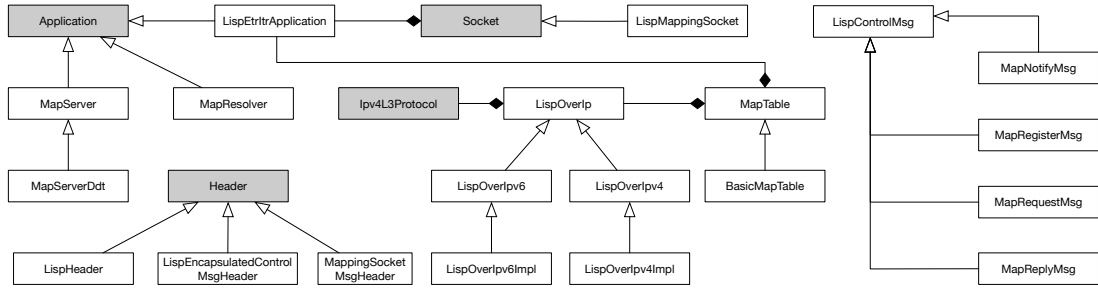 Application
LispEtrItrApplication
Socket
LispMappingSocket
LispControlMsg
MapNotifyMsg
MapServer
MapResolver
Ipv4L3Protocol
LispOverIp
MapTable
MapRegisterMsg
MapServerDdt
Header
LispOverIpv6
LispOverIpv4
BasicMapTable
MapRequestMsg
LispHeader
LispEncapsulatedControl
MsgHeader
MappingSocket
MsgHeader
LispOverIpv6Impl
LispOverIpv4Impl
MapReplyMsg